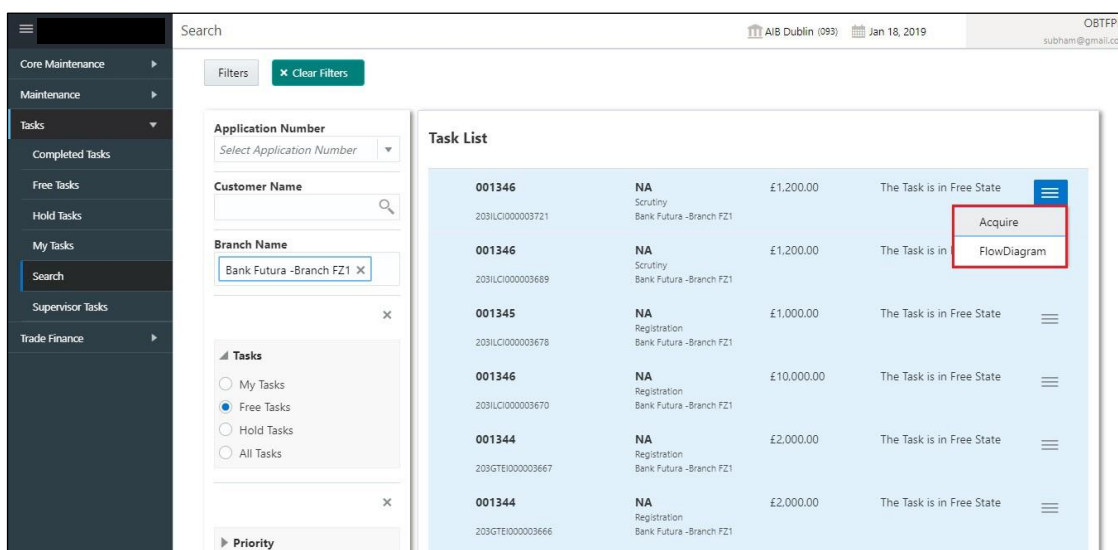 Search
AIB Dublin (093)
Jan 18, 2019
OBTFP
subham@gmail.co
Core Maintenance
Maintenance
Tasks
Completed Tasks
Free Tasks
Hold Tasks
My Tasks
Search
Supervisor Tasks
Trade Finance
Filters
× Clear Filters
Application Number
Select Application Number
Customer Name
Branch Name
Bank Futura -Branch FZ1 ×
Tasks
My Tasks
Free Tasks
Hold Tasks
All Tasks
Priority
Task List
001346 NA £1,200.00 The Task is in Free State
Scrutiny
203ILCI000003721 Bank Futura -Branch FZ1
Acquire
FlowDiagram
001346 NA £1,200.00 The Task is in
Scrutiny
203ILCI000003689 Bank Futura -Branch FZ1
001345 NA £1,000.00 The Task is in Free State
Registration
203ILCI000003678 Bank Futura -Branch FZ1
001346 NA £10,000.00 The Task is in Free State
Registration
203ILCI000003670 Bank Futura -Branch FZ1
001344 NA £2,000.00 The Task is in Free State
Registration
203GTEI000003667 Bank Futura -Branch FZ1
001344 NA £2,000.00 The Task is in Free State
Registration
203GTEI000003666 Bank Futura -Branch FZ1